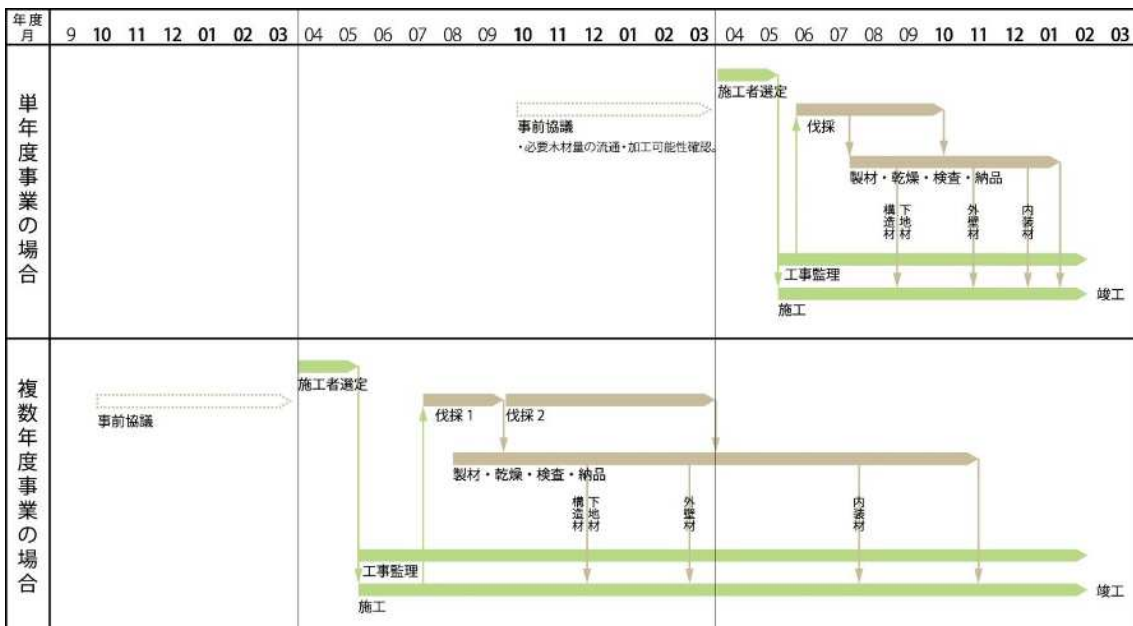 年度
月 9 10 11 12 01 02 03 04 05 06 07 08 09 10 11 12 01 02 03 04 05 06 07 08 09 10 11 12 01 02 03
単年度事業の場合
施工者選定
事前協議
・必要木材量の流通・加工可能性確認。
伐採
製材・乾燥・検査・納品
構造材
下地材
外壁材
内装材
工事監理
施工
竣工
複数年度事業の場合
施工者選定
事前協議
伐採 1
伐採 2
製材・乾燥・検査・納品
構造材
下地材
外壁材
内装材
工事監理
施工
竣工